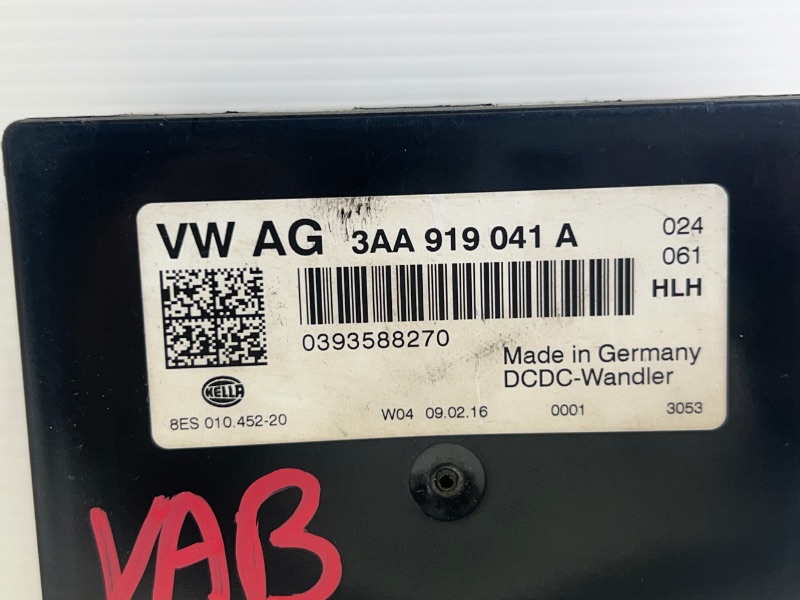 VW AG 3AA 919 041 A 024
061
HLH
0393588270
Made in Germany
DCDC-Wandler
HELLA
8ES 010.452-20 W04 09.02.16 0001 3053
VAB